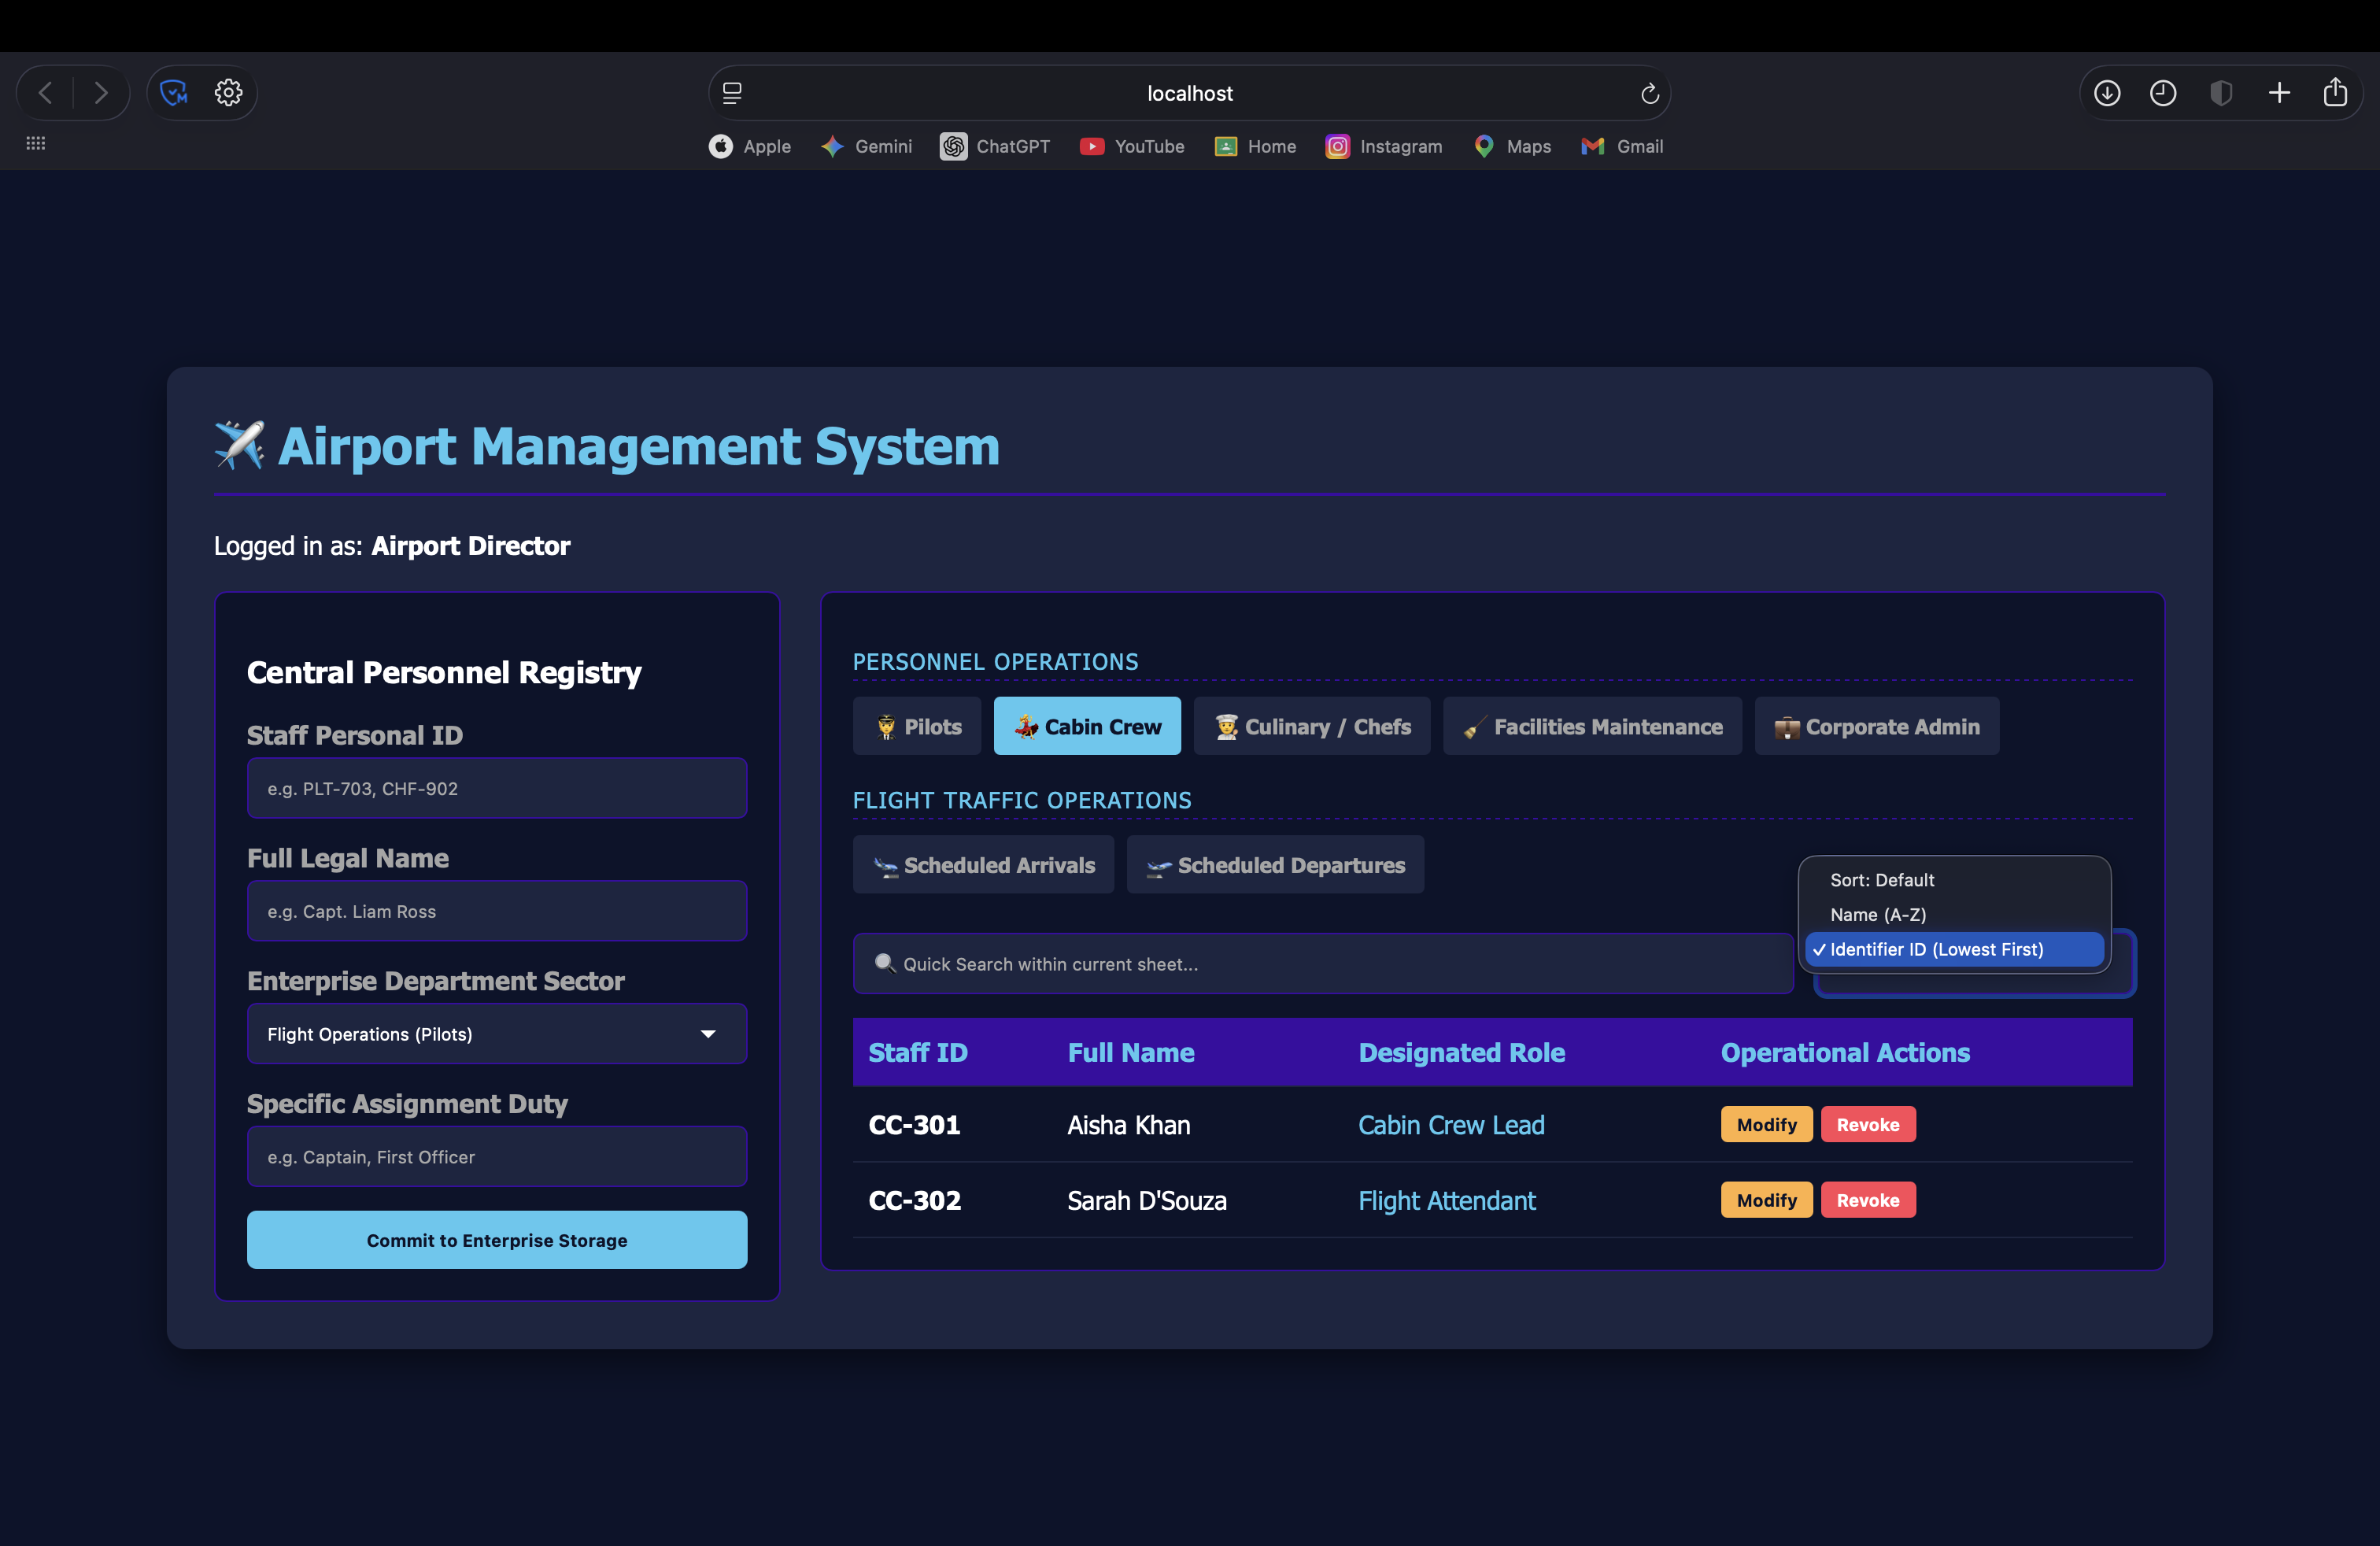 localhost
Apple Gemini ChatGPT YouTube Home Instagram Maps Gmail
Airport Management System
Logged in as: Airport Director
Central Personnel Registry
Staff Personal ID
e.g. PLT-703, CHF-902
Full Legal Name
e.g. Capt. Liam Ross
Enterprise Department Sector
Flight Operations (Pilots)
Specific Assignment Duty
e.g. Captain, First Officer
Commit to Enterprise Storage
PERSONNEL OPERATIONS
Pilots Cabin Crew Culinary / Chefs Facilities Maintenance Corporate Admin
FLIGHT TRAFFIC OPERATIONS
Scheduled Arrivals Scheduled Departures
Sort: Default
Name (A-Z)
✓ Identifier ID (Lowest First)
Quick Search within current sheet...
Staff ID Full Name Designated Role Operational Actions
CC-301 Aisha Khan Cabin Crew Lead Modify Revoke
CC-302 Sarah D'Souza Flight Attendant Modify Revoke